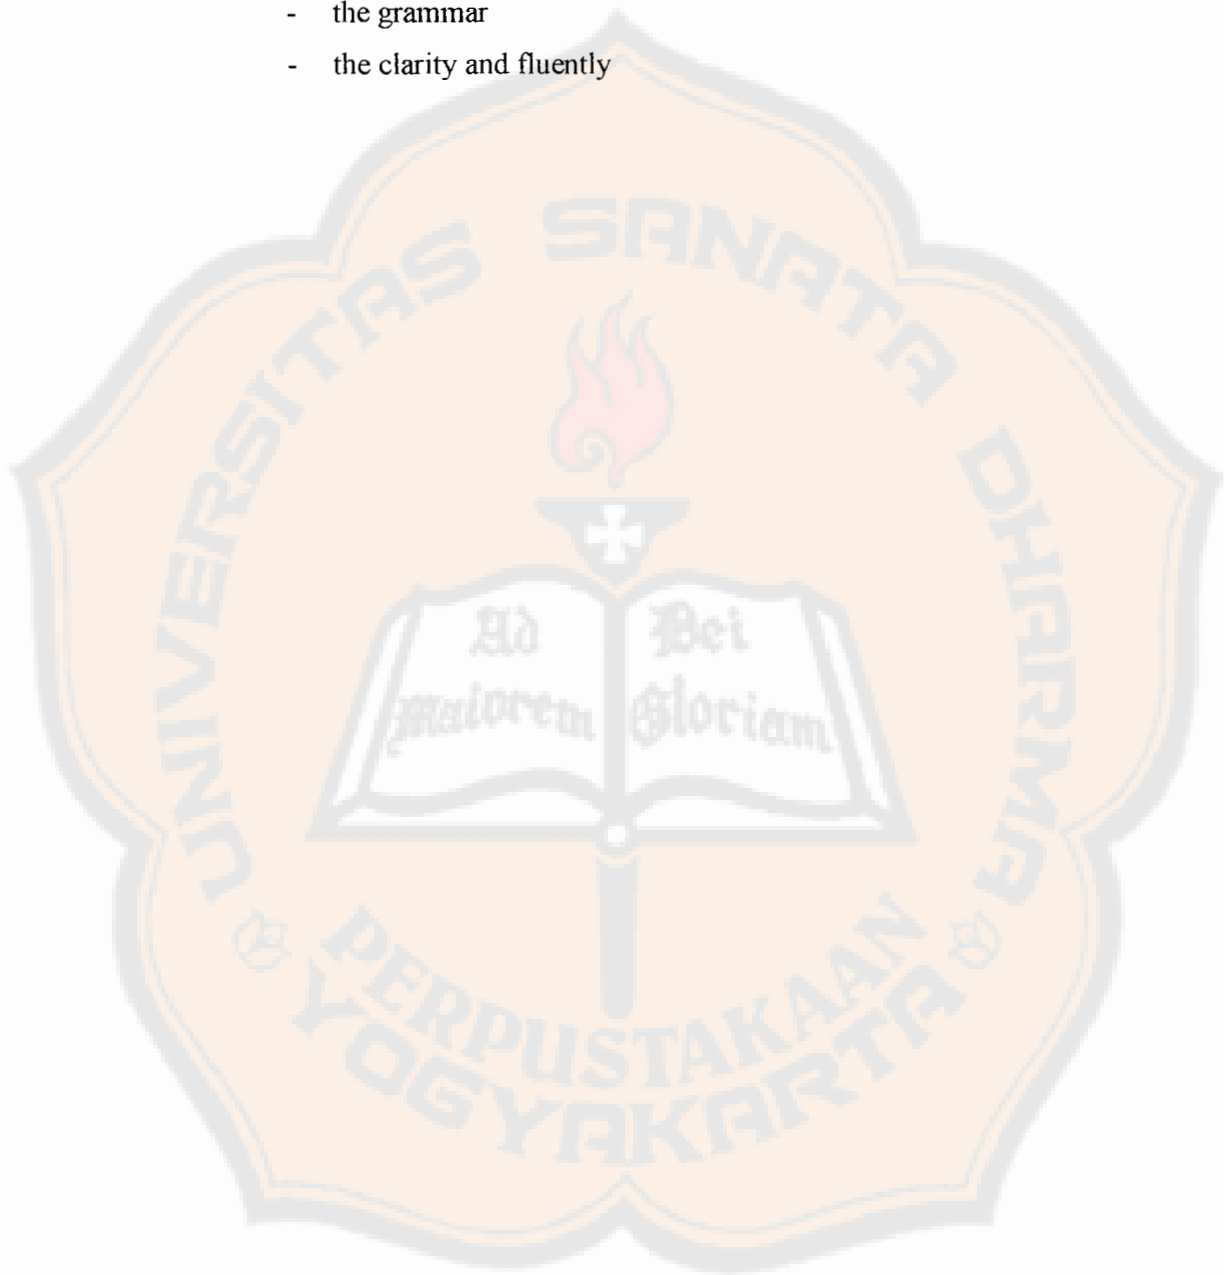 - the grammar
- the clarity and fluently
UNIVERSITAS SANATA DHARMA
Ad Dei
Maiorem Gloriam
PERPUSTAKAAN
YOGYAKARTA